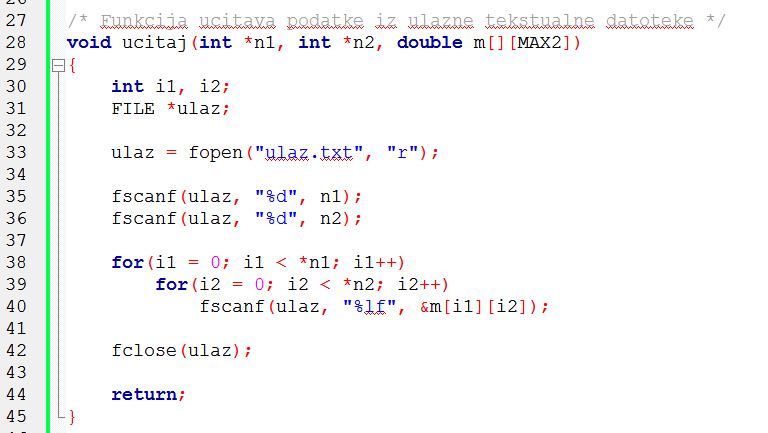 27 /* Funkcija ucitava podatke iz ulazne tekstualne datoteke */
28 void ucitaj(int *n1, int *n2, double m[][MAX2])
29 {
30 int i1, i2;
31 FILE *ulaz;
32
33 ulaz = fopen("ulaz.txt", "r");
34
35 fscanf(ulaz, "%d", n1);
36 fscanf(ulaz, "%d", n2);
37
38 for(i1 = 0; i1 < *n1; i1++)
39 for(i2 = 0; i2 < *n2; i2++)
40 fscanf(ulaz, "%lf", &m[i1][i2]);
41
42 fclose(ulaz);
43
44 return;
45 }